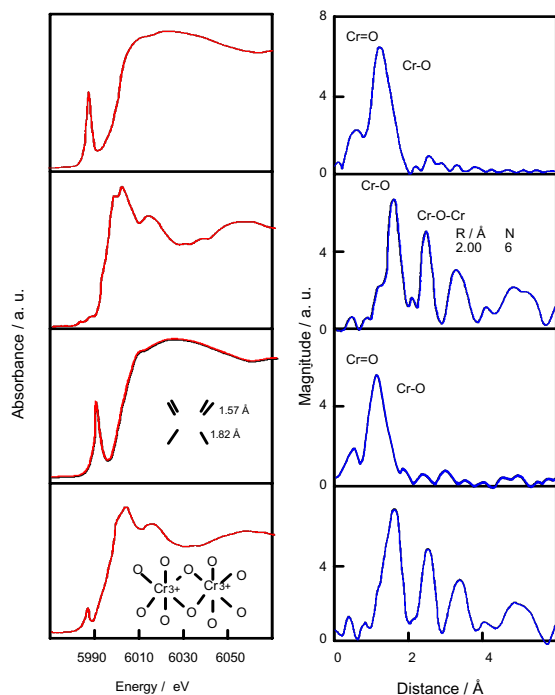 8
Cr=O
Cr-O
4
0
Cr-O
Cr-O-Cr
R / Å N
2.00 6
4
0
Absorbance / a. u.
Magnitude / a. u.
Cr=O
Cr-O
1.57 Å
1.82 Å
4
0
O O O O
O Cr3+ Cr3+ O
O O O O
4
0
5990 6010 6030 6050
0 2 4
Energy / eV
Distance / Å